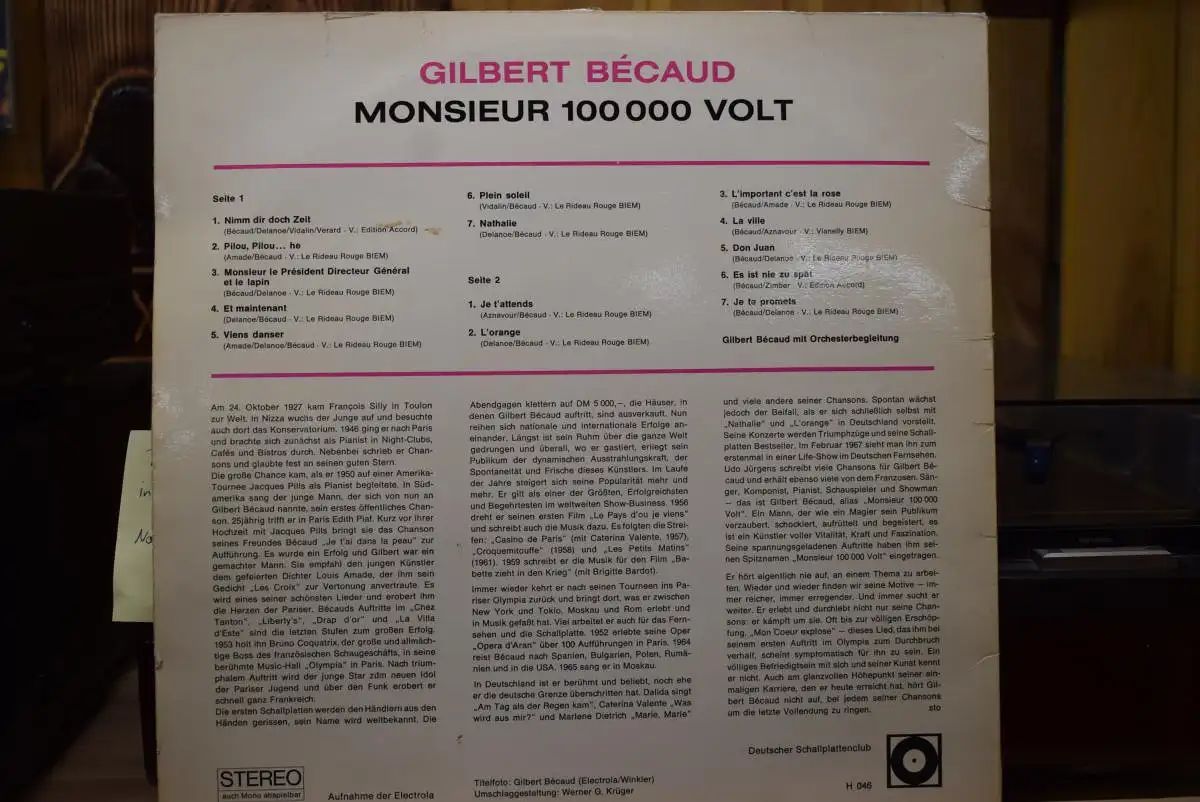 GILBERT BÉCAUD
MONSIEUR 100 000 VOLT
Seite 1
1. Nimm dir doch Zeit
(Bécaud/Delanoe/Vidalin/Verard - V.: Edition Accord)
2. Pilou, Pilou... he
(Amade/Bécaud - V.: Le Rideau Rouge BIEM)
3. Monsieur le Président Directeur Général
et le lapin
(Bécaud/Delanoe - V.: Le Rideau Rouge BIEM)
4. Et maintenant
(Delanoe/Bécaud - V.: Le Rideau Rouge BIEM)
5. Viens danser
(Amade/Delanoe/Bécaud - V.: Le Rideau Rouge BIEM)
6. Plein soleil
(Vidalin/Bécaud - V.: Le Rideau Rouge BIEM)
7. Nathalie
(Delanoe/Bécaud - V.: Le Rideau Rouge BIEM)
Seite 2
1. Je t'attends
(Aznavour/Bécaud - V.: Le Rideau Rouge BIEM)
2. L'orange
(Delanoe/Bécaud - V.: Le Rideau Rouge BIEM)
3. L'important c'est la rose
(Bécaud/Amade - V.: Le Rideau Rouge BIEM)
4. La ville
(Bécaud/Aznavour - V.: Vianelly BIEM)
5. Don Juan
(Bécaud/Delanoe - V.: Le Rideau Rouge BIEM)
6. Es ist nie zu spät
(Bécaud/Zimber - V.: Edition Accord)
7. Je te promets
(Bécaud/Delanoe - V.: Le Rideau Rouge BIEM)
Gilbert Bécaud mit Orchesterbegleitung
Am 24. Oktober 1927 kam François Silly in Toulon
zur Welt. In Nizza wuchs der Junge auf und besuchte
auch dort das Konservatorium. 1946 ging er nach Paris
und brachte sich zunächst als Pianist in Night-Clubs,
Cafés und Bistros durch. Nebenbei schrieb er Chan-
sons und glaubte fest an seinen guten Stern.
Die große Chance kam, als er 1950 auf einer Amerika-
Tournee Jacques Pills als Pianist begleitete. In Süd-
amerika sang der junge Mann, der sich von nun an
Gilbert Bécaud nannte, sein erstes öffentliches Chan-
son. 25jährig trifft er in Paris Edith Piaf. Kurz vor ihrer
Hochzeit mit Jacques Pills bringt sie das Chanson
seines Freundes Bécaud „Je t'ai dans la peau" zur
Aufführung. Es wurde ein Erfolg und Gilbert war ein
gemachter Mann. Sie empfahl den jungen Künstler
dem gefeierten Dichter Louis Amade, der ihm sein
Gedicht „Les Croix" zur Vertonung anvertraute. Es
wird eines seiner schönsten Lieder und erobert ihm
die Herzen der Pariser. Bécauds Auftritte im „Chez
Tanton", „Liberty's", „Drap d'or" und „La Villa
d'Este" sind die letzten Stufen zum großen Erfolg.
1953 holt ihn Bruno Coquatrix, der große und allmäch-
tige Boss des französischen Schaugeschäfts, in seine
berühmte Music-Hall „Olympia" in Paris. Nach trium-
phalem Auftritt wird der junge Star zdm neuen Idol
der Pariser Jugend und über den Funk erobert er
schnell ganz Frankreich.
Die ersten Schallplatten werden den Händlern aus den
Händen gerissen, sein Name wird weltbekannt. Die
Abendgagen klettern auf DM 5 000,–, die Häuser, in
denen Gilbert Bécaud auftritt, sind ausverkauft. Nun
reihen sich nationale und internationale Erfolge an-
einander. Längst ist sein Ruhm über die ganze Welt
gedrungen und überall, wo er gastiert, erliegt sein
Publikum der dynamischen Ausstrahlungskraft, der
Spontaneität und Frische dieses Künstlers. Im Laufe
der Jahre steigert sich seine Popularität mehr und
mehr. Er gilt als einer der Größten, Erfolgreichsten
und Begehrtesten im weltweiten Show-Business. 1956
dreht er seinen ersten Film „Le Pays d'ou je viens"
und schreibt auch die Musik dazu. Es folgten die Strei-
fen: „Casino de Paris" (mit Caterina Valente, 1957),
„Croquemitouffe" (1958) und „Les Petits Matins"
(1961). 1959 schreibt er die Musik für den Film „Ba-
bette zieht in den Krieg" (mit Brigitte Bardot).
Immer wieder kehrt er nach seinen Tourneen ins Pa-
riser Olympia zurück und bringt dort, was er zwischen
New York und Tokio, Moskau und Rom erlebt und
in Musik gefaßt hat. Viel arbeitet er auch für das Fern-
sehen und die Schallplatte. 1952 erlebte seine Oper
„Opera d'Aran" über 100 Aufführungen in Paris. 1964
reist Bécaud nach Spanien, Bulgarien, Polen, Rumä-
nien und in die USA. 1965 sang er in Moskau.
In Deutschland ist er berühmt und beliebt, noch ehe
er die deutsche Grenze überschritten hat. Dalida singt
„Am Tag als der Regen kam", Caterina Valente „Was
wird aus mir?" und Marlene Dietrich „Marie, Marie"
und viele andere seiner Chansons. Spontan wächst
jedoch der Beifall, als er sich schließlich selbst mit
„Nathalie" und „L'orange" in Deutschland vorstellt.
Seine Konzerte werden Triumphzüge und seine Schall-
platten Bestseller. Im Februar 1967 sieht man ihn zum
erstenmal in einer Life-Show im Deutschen Fernsehen.
Udo Jürgens schreibt viele Chansons für Gilbert Bé-
caud und erhält ebenso viele von dem Franzosen. Sän-
ger, Komponist, Pianist, Schauspieler und Showman
– das ist Gilbert Bécaud, alias „Monsieur 100 000
Volt". Ein Mann, der wie ein Magier sein Publikum
verzaubert, schockiert, aufrüttelt und begeistert, es
ist ein Künstler voller Vitalität, Kraft und Faszination.
Seine spannungsgeladenen Auftritte haben ihm sei-
nen Spitznamen „Monsieur 100 000 Volt" eingetragen.
Er hört eigentlich nie auf, an einem Thema zu arbei-
ten. Wieder und wieder finden wir seine Motive – im-
mer reicher, immer erregender. Und immer sucht er
weiter. Er erlebt und durchlebt nicht nur seine Chan-
sons: er kämpft um sie. Oft bis zur völligen Erschöp-
fung. „Mon Coeur explose" – dieses Lied, das ihm bei
seinem ersten Auftritt im Olympia zum Durchbruch
verhalf, scheint symptomatisch für ihn zu sein. Ein
völliges Befriedigtsein mit sich und seiner Kunst kennt
er nicht. Auch am glanzvollen Höhepunkt seiner ein-
maligen Karriere, den er heute erreicht hat, hört Gil-
bert Bécaud nicht auf, bei jedem seiner Chansons
um die letzte Vollendung zu ringen. sto
Deutscher Schallplattenclub
H 046
STEREO
auch Mono abspielbar
Aufnahme der Electrola
Titelfoto: Gilbert Bécaud (Electrola/Winkler)
Umschlaggestaltung: Werner G. Krüger
in
No